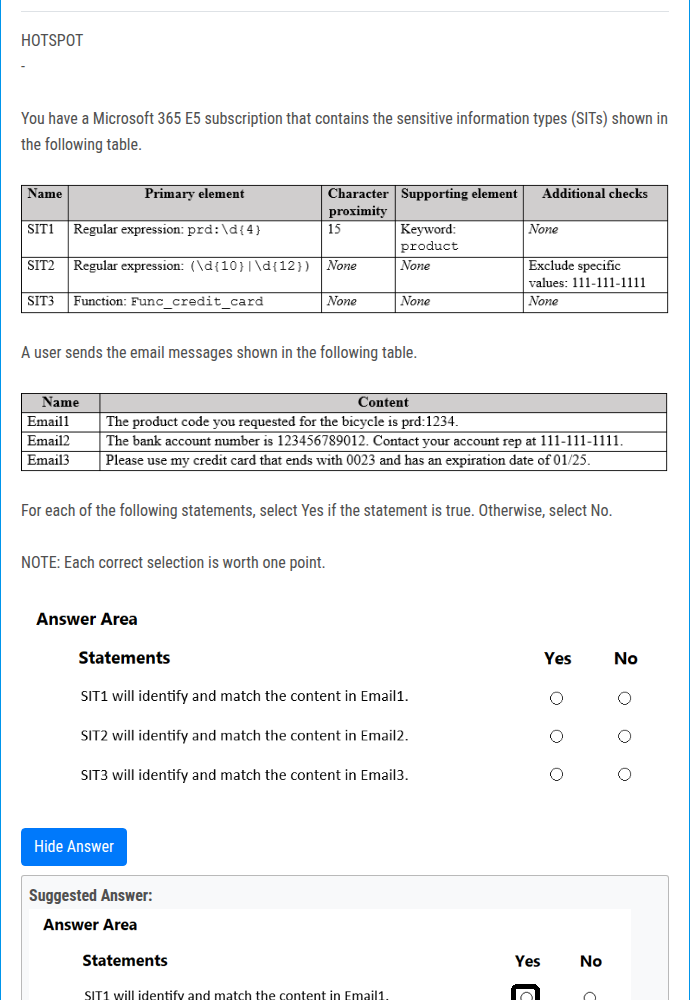 HOTSPOT
-
You have a Microsoft 365 E5 subscription that contains the sensitive information types (SITs) shown in
the following table.
Name Primary element Character proximity Supporting element Additional checks
SIT1 Regular expression: prd:\d{4} 15 Keyword: product None
SIT2 Regular expression: (\d{10}|\d{12}) None None Exclude specific values: 111-111-1111
SIT3 Function: Func_credit_card None None None
A user sends the email messages shown in the following table.
Name Content
Email1 The product code you requested for the bicycle is prd:1234.
Email2 The bank account number is 123456789012. Contact your account rep at 111-111-1111.
Email3 Please use my credit card that ends with 0023 and has an expiration date of 01/25.
For each of the following statements, select Yes if the statement is true. Otherwise, select No.
NOTE: Each correct selection is worth one point.
Answer Area
Statements Yes No
SIT1 will identify and match the content in Email1.
SIT2 will identify and match the content in Email2.
SIT3 will identify and match the content in Email3.
Hide Answer
Suggested Answer:
Answer Area
Statements Yes No
SIT1 will identify and match the content in Email1.